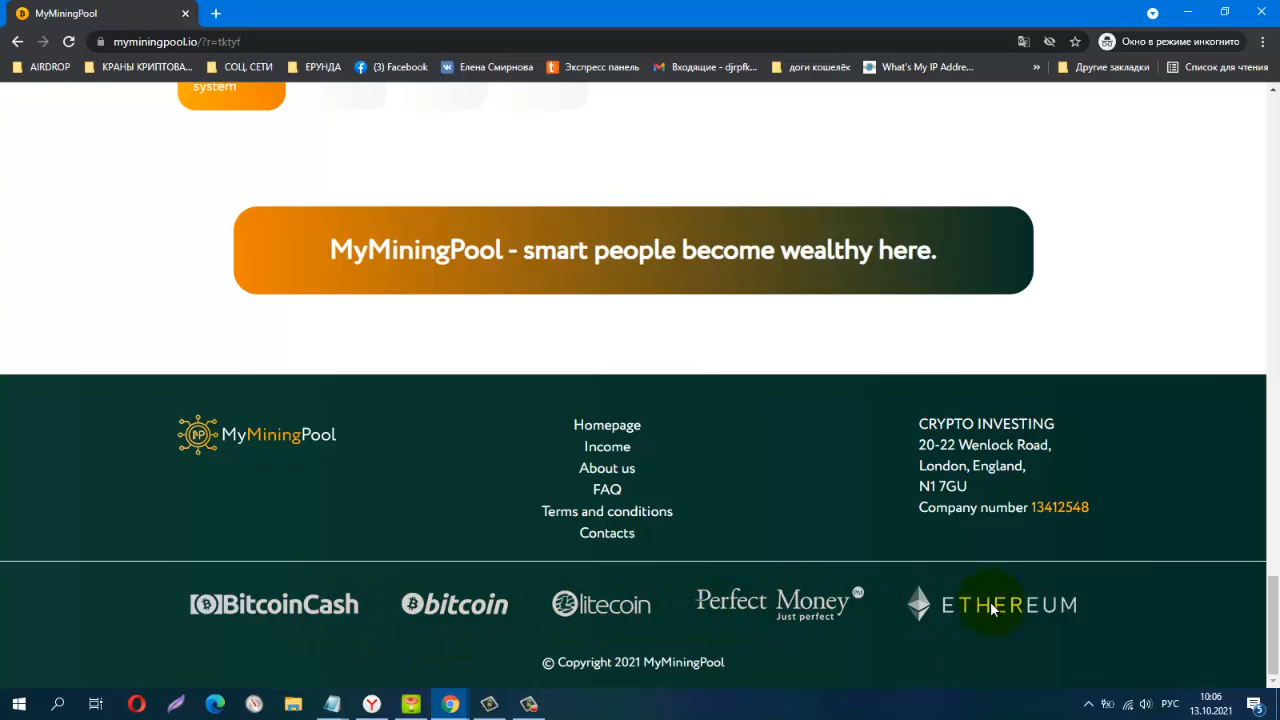 MyMiningPool
myminingpool.io/?r=tktyf
Окно в режиме инкогнито
AIRDROP
КРАНЫ КРИПТОВА...
СОЦ. СЕТИ
ЕРУНДА
(3) Facebook
Елена Смирнова
Экспресс панель
Входящие - djrpfk...
доги кошелёк
What's My IP Addre...
»
Другие закладки
Список для чтения
system
MyMiningPool - smart people become wealthy here.
MyMiningPool
Homepage
Income
About us
FAQ
Terms and conditions
Contacts
CRYPTO INVESTING
20-22 Wenlock Road,
London, England,
N1 7GU
Company number 13412548
BitcoinCash
bitcoin
litecoin
Perfect Money PM
Just perfect
ETHEREUM
© Copyright 2021 MyMiningPool
РУС
10:06
13.10.2021
5